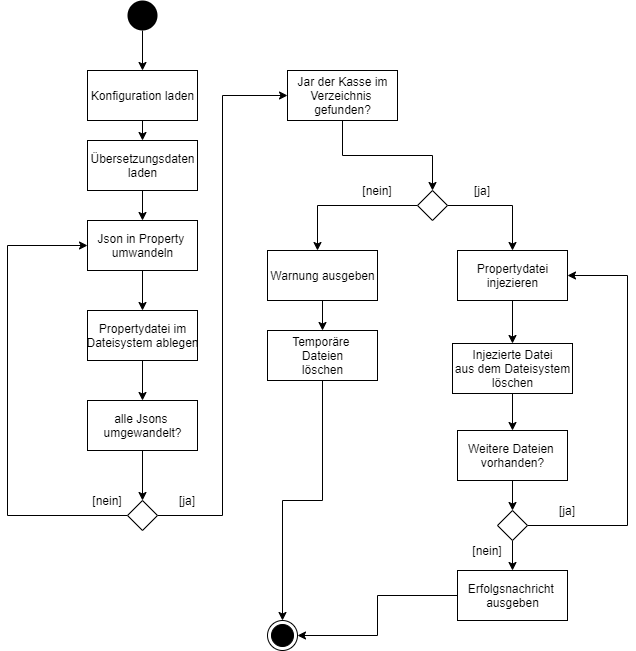 Konfiguration laden
Übersetzungsdaten
laden
Json in Property
umwandeln
Propertydatei im
Dateisystem ablegen
alle Jsons
umgewandelt?
[nein]
[ja]
Jar der Kasse im
Verzeichnis
gefunden?
[nein]
[ja]
Warnung ausgeben
Temporäre
Dateien
löschen
Propertydatei
injezieren
Injezierte Datei
aus dem Dateisystem
löschen
Weitere Dateien
vorhanden?
[ja]
[nein]
Erfolgsnachricht
ausgeben